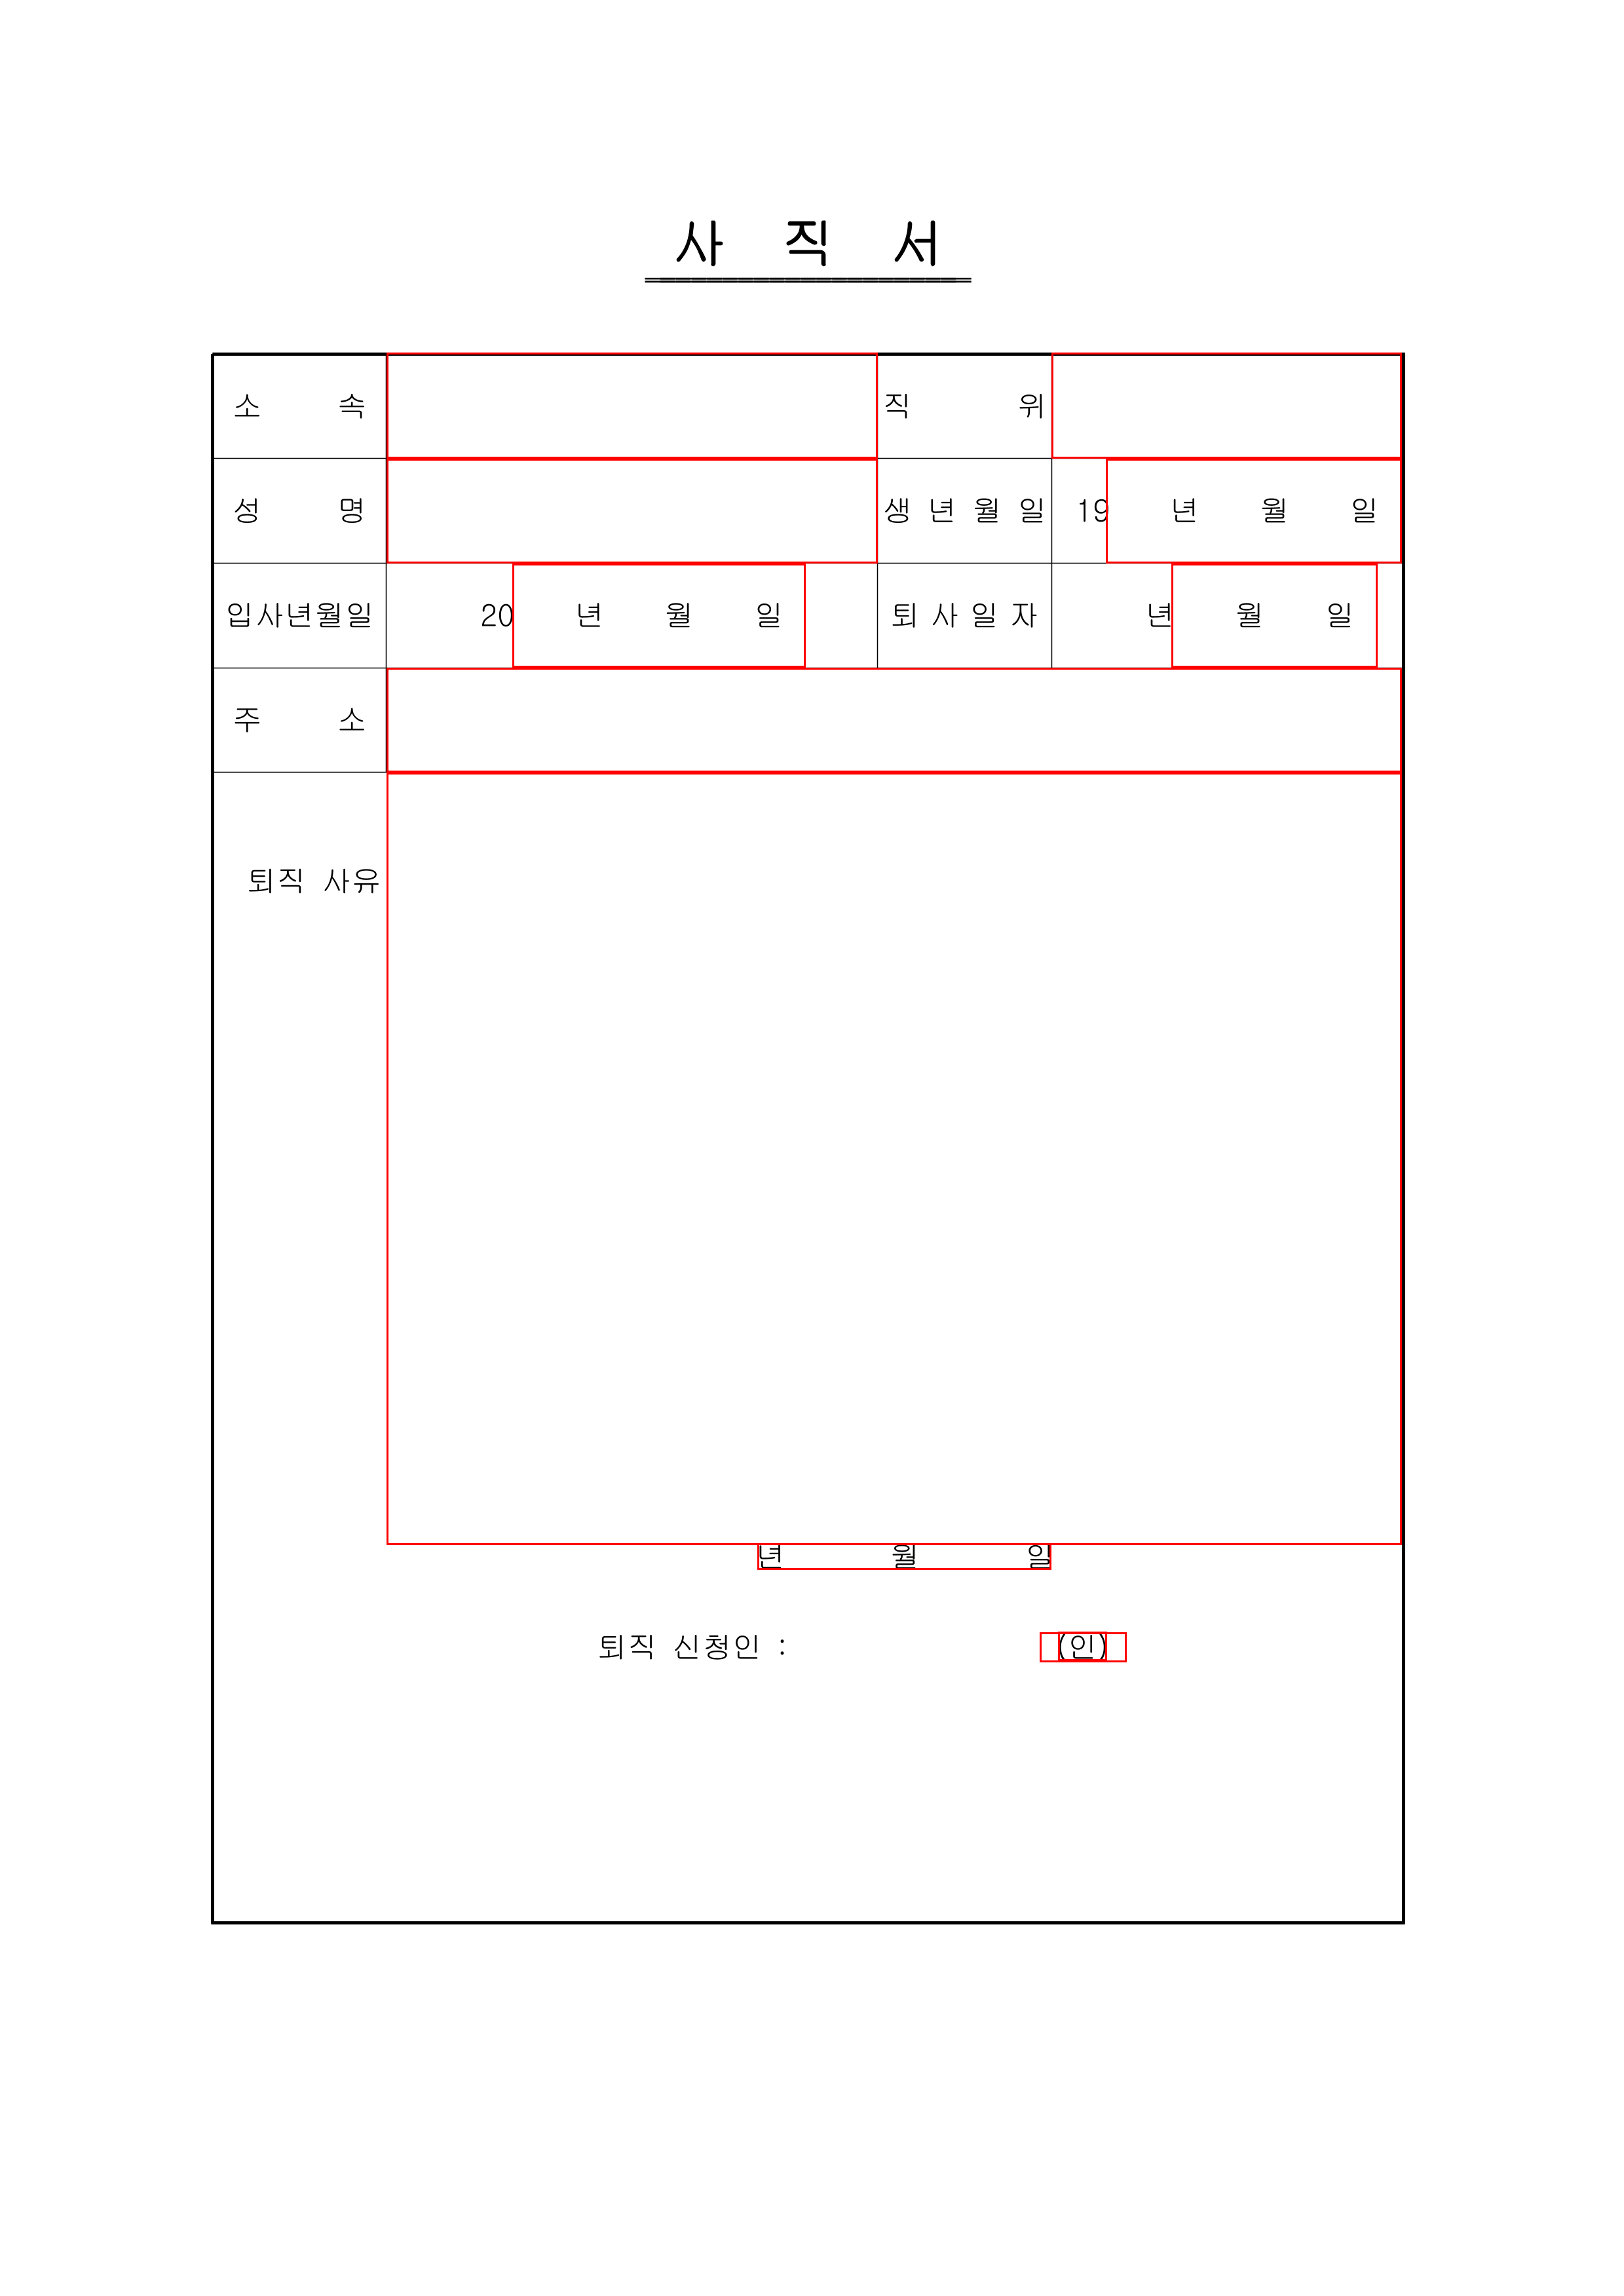 사 직 서
소 속 직 위
성 명 생 년 월 일 19 년 월 일
입사년월일 20 년 월 일 퇴 사 일 자 년 월 일
주 소
퇴직 사유
년 월 일
퇴직 신청인 : (인)